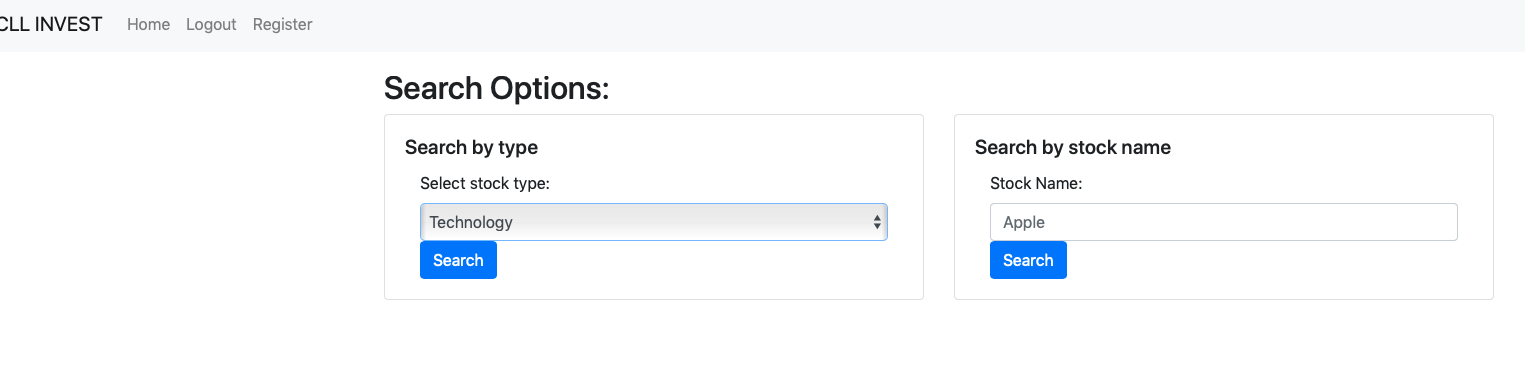 CLL INVEST Home Logout Register
Search Options:
Search by type
Select stock type:
Technology
Search
Search by stock name
Stock Name:
Apple
Search